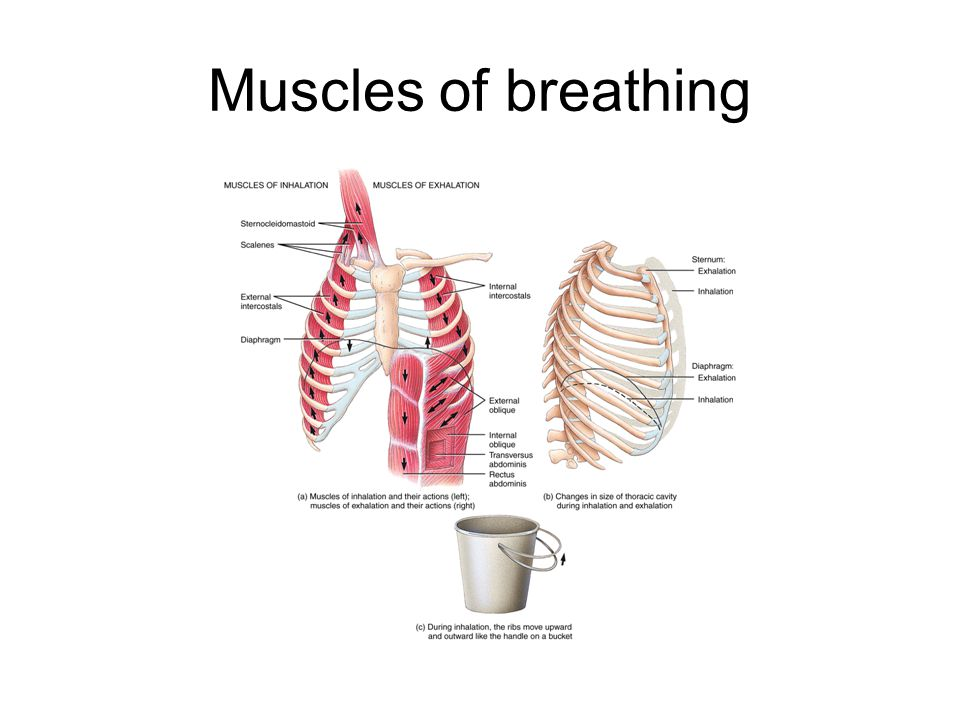 Muscles of breathing
MUSCLES OF INHALATION
MUSCLES OF EXHALATION
Sternocleidomastoid
Scalenes
External
intercostals
Diaphragm
Internal
intercostals
External
oblique
Internal
oblique
Transversus
abdominis
Rectus
abdominis
(a) Muscles of inhalation and their actions (left);
muscles of exhalation and their actions (right)
Sternum:
Exhalation
Inhalation
Diaphragm:
Exhalation
Inhalation
(b) Changes in size of thoracic cavity
during inhalation and exhalation
(c) During inhalation, the ribs move upward
and outward like the handle on a bucket